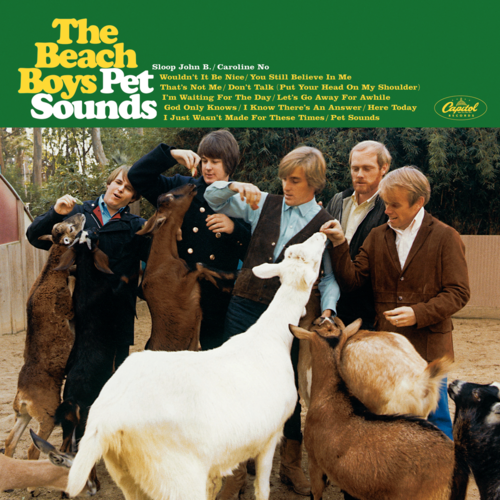 The
Beach
Boys Pet
Sounds
Sloop John B. / Caroline No
Wouldn't It Be Nice / You Still Believe In Me
That's Not Me / Don't Talk (Put Your Head On My Shoulder)
I'm Waiting For The Day / Let's Go Away For Awhile
God Only Knows / I Know There's An Answer / Here Today
I Just Wasn't Made For These Times / Pet Sounds
Capitol
RECORDS